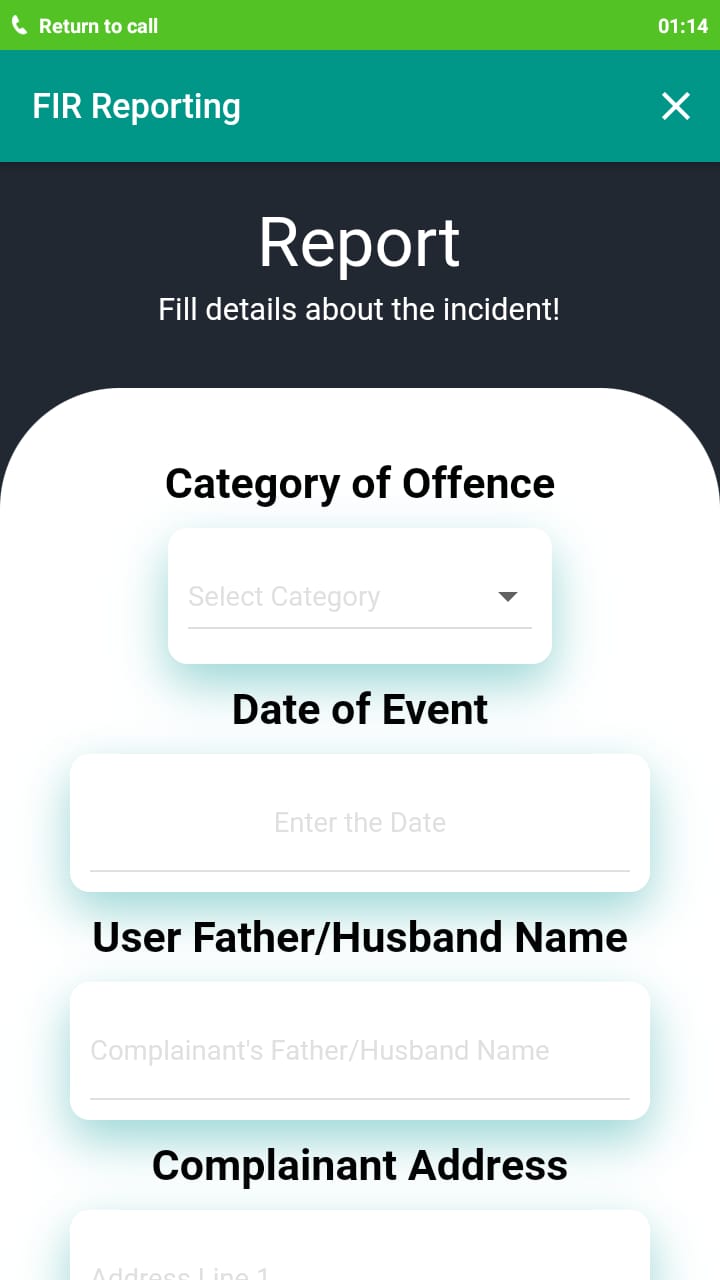 Return to call 01:14
FIR Reporting
Report
Fill details about the incident!
Category of Offence
Select Category
Date of Event
Enter the Date
User Father/Husband Name
Complainant's Father/Husband Name
Complainant Address
Address Line 1